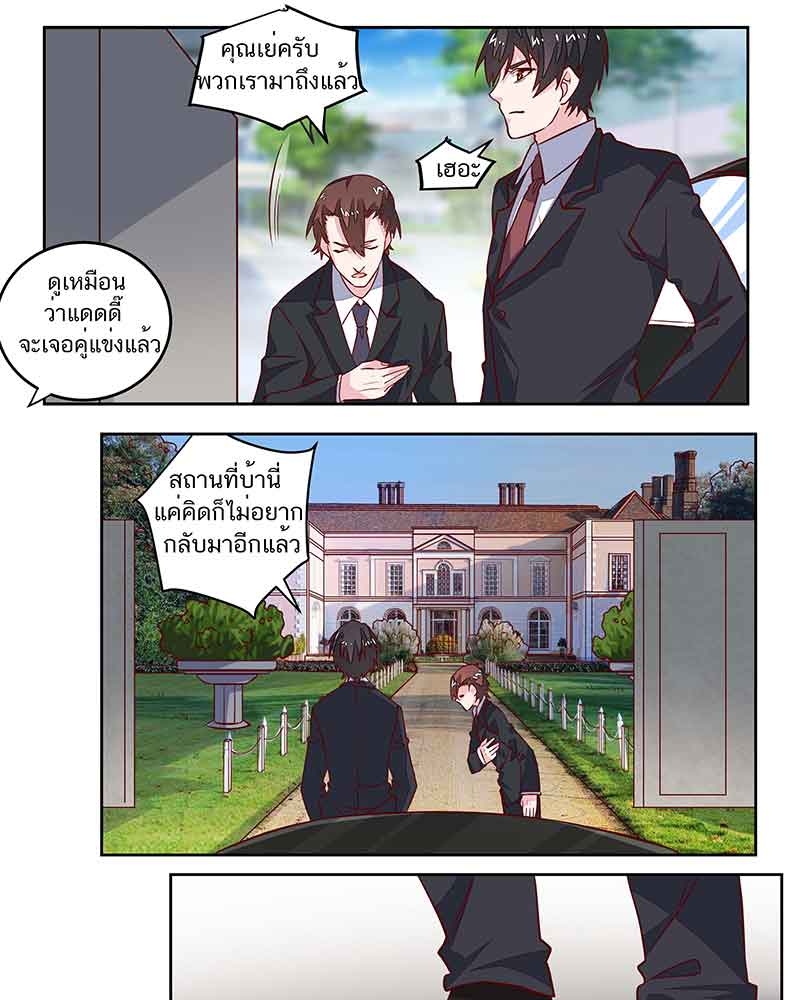 คุณเย่ครับ
พวกเรามาถึงแล้ว
เฮอะ
ดูเหมือน
ว่าแดดดี๊
จะเจอคู่แข่งแล้ว
สถานที่บ้านี่
แค่คิดก็ไม่อยาก
กลับมาอีกแล้ว